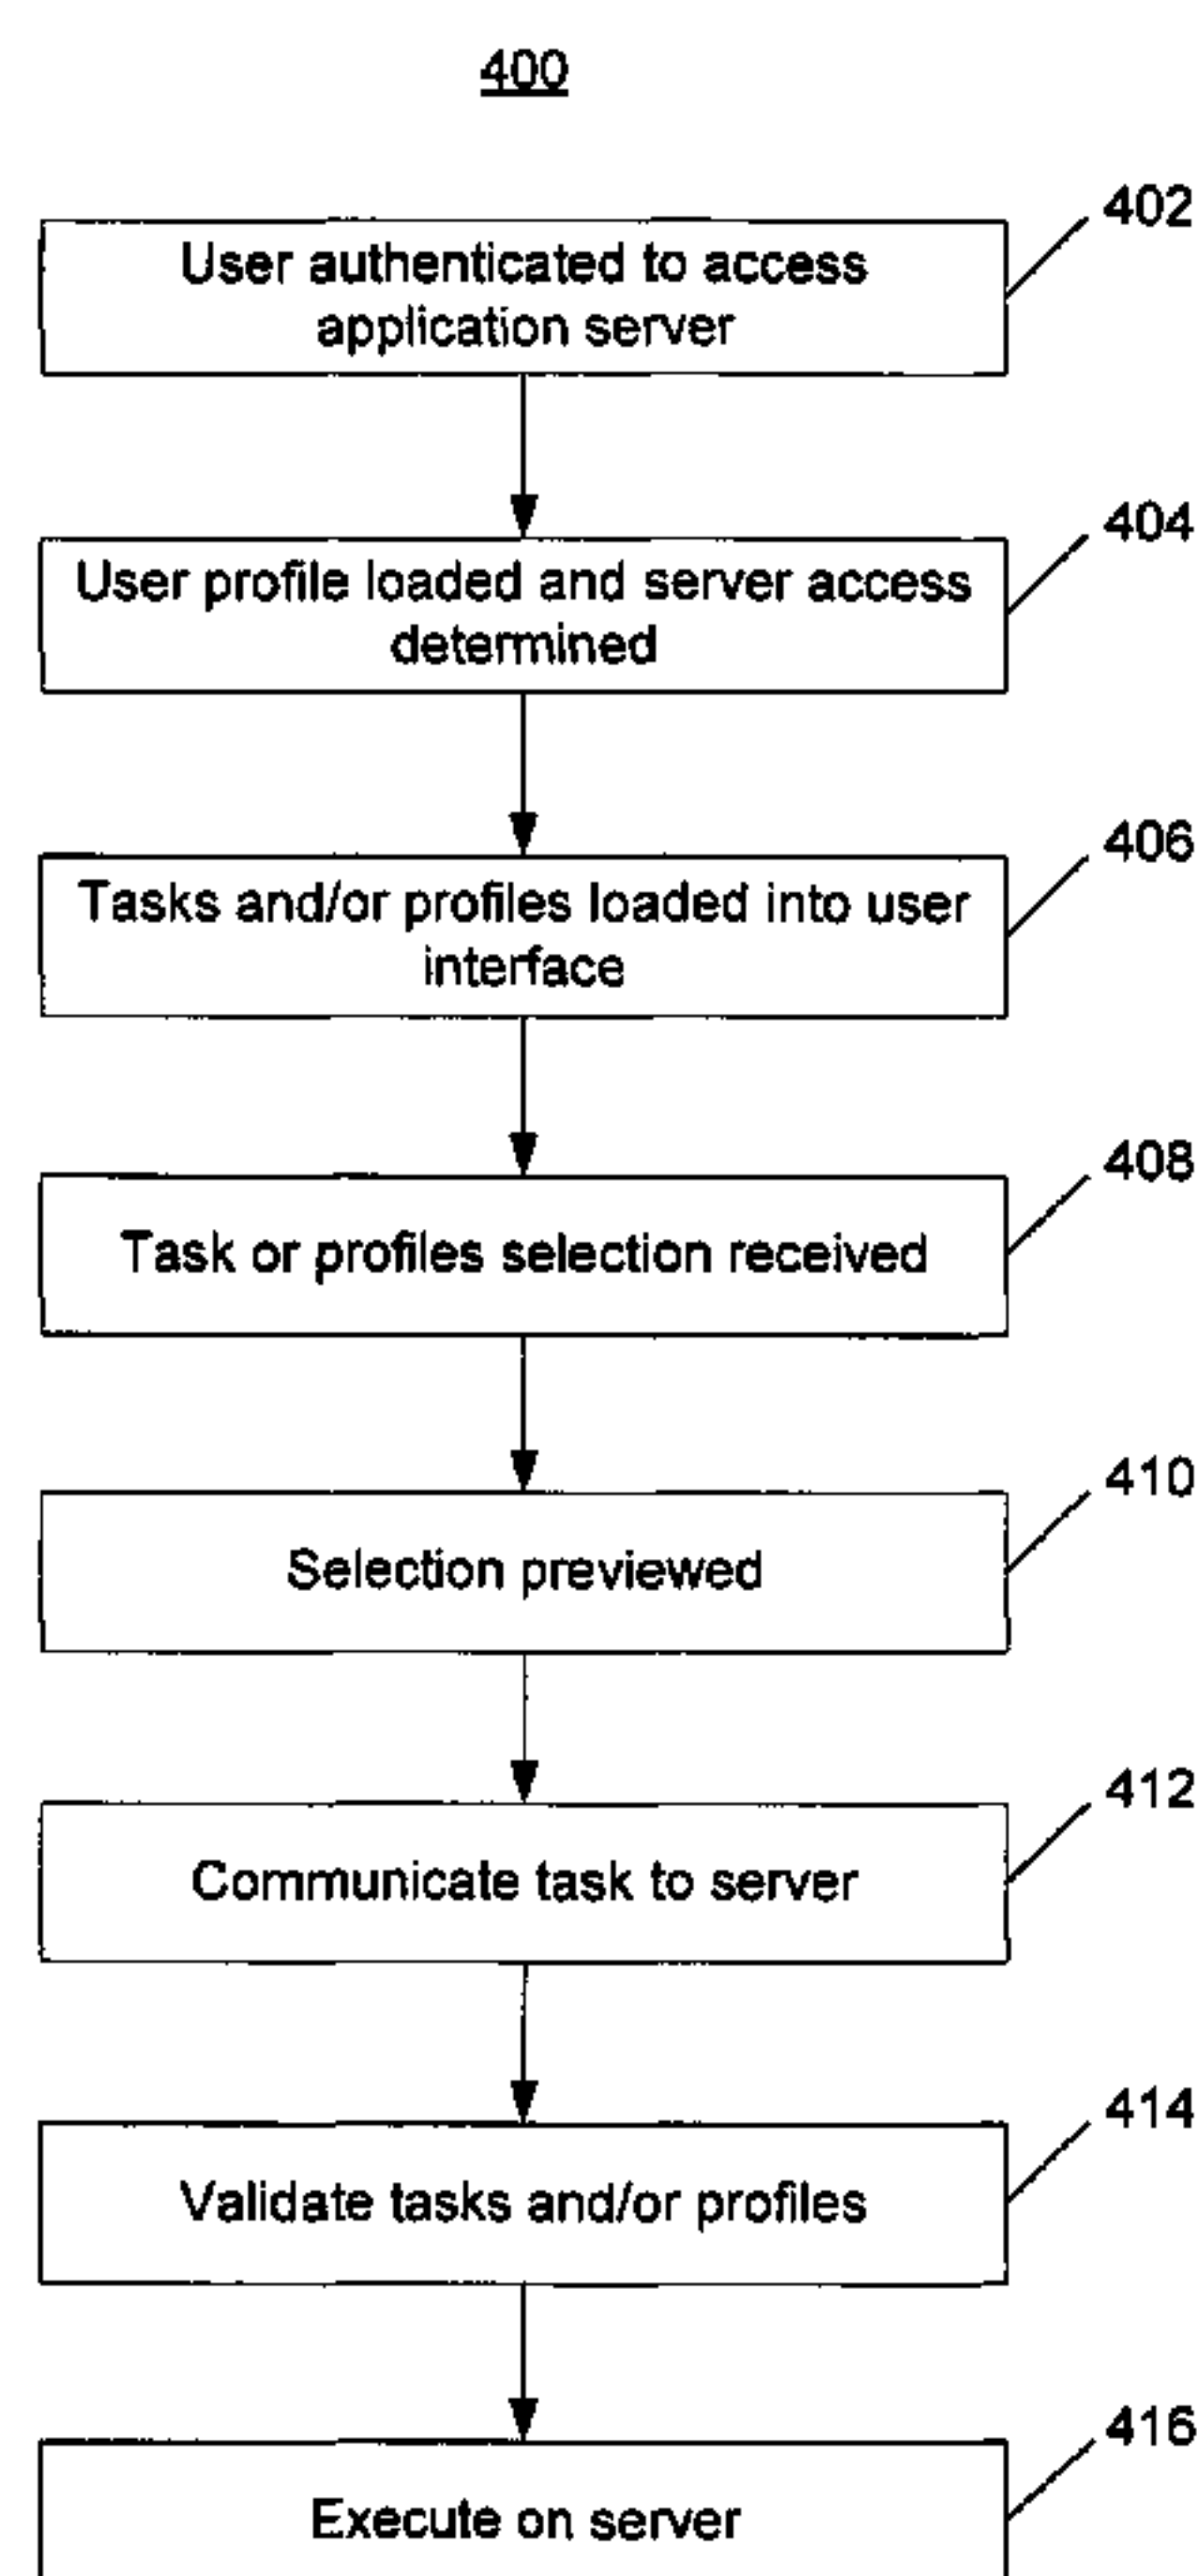 400
402
User authenticated to access
application server
404
User profile loaded and server access
determined
406
Tasks and/or profiles loaded into user
interface
408
Task or profiles selection received
410
Selection previewed
412
Communicate task to server
414
Validate tasks and/or profiles
416
Execute on server